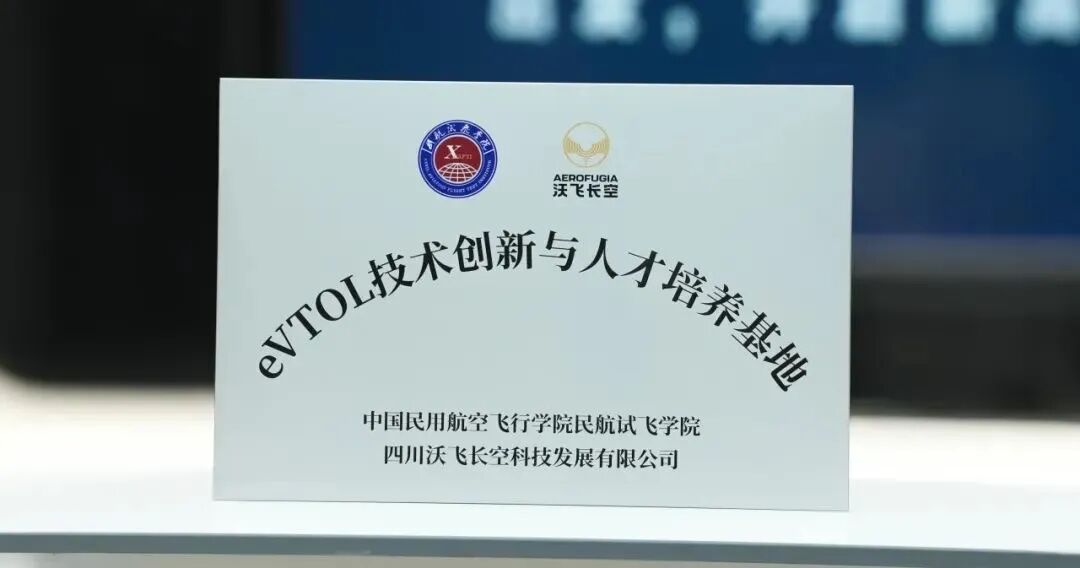 AEROFUGIA
沃飞长空
eVTOL技术创新与人才培养基地
中国民用航空飞行学院民航试飞学院
四川沃飞长空科技发展有限公司